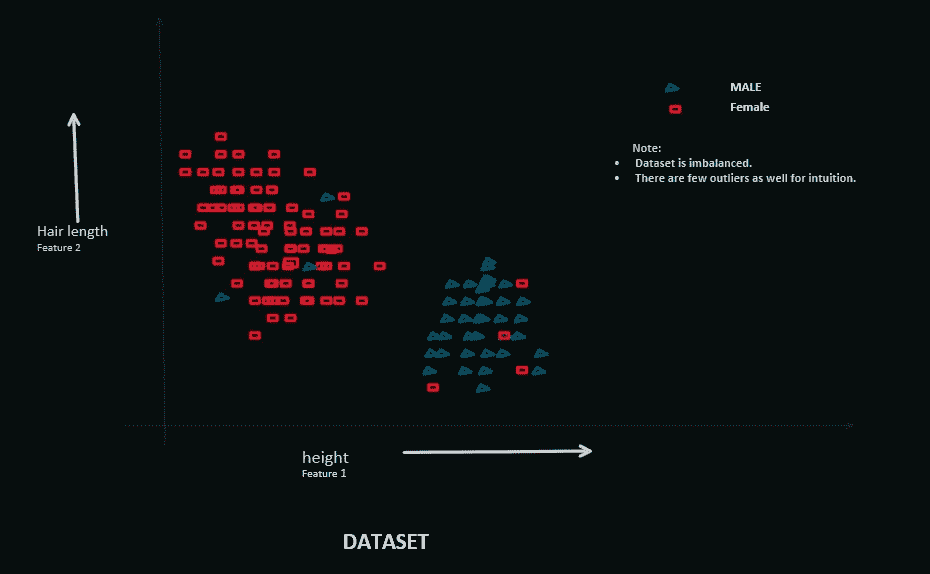 MALE
Female
Note:
• Dataset is imbalanced.
• There are few outliers as well for intuition.
Hair length
Feature 2
height
Feature 1
DATASET